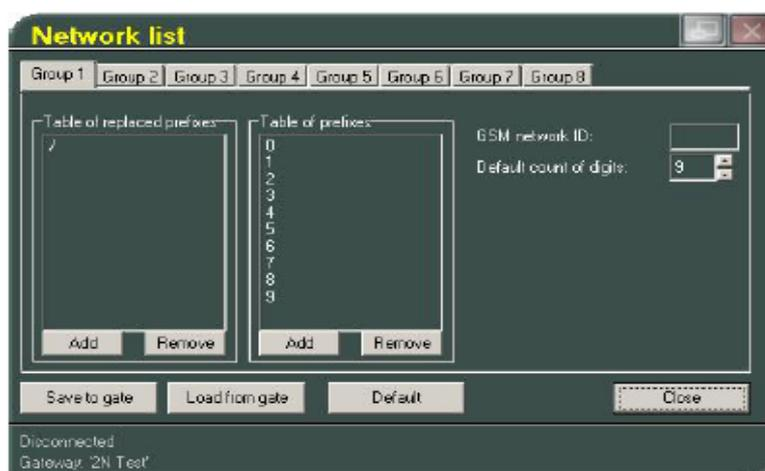 Network list
Group 1 Group 2 Group 3 Group 4 Group 5 Group 6 Group 7 Group 8
Table of replaced prefixes
/
Table of prefixes
0
1
2
3
4
5
6
7
8
9
GSM network ID:
Default count of digits: 9
Add Remove Add Remove
Save to gate Load from gate Default Close
Disconnected
Gateway: '2N Test'